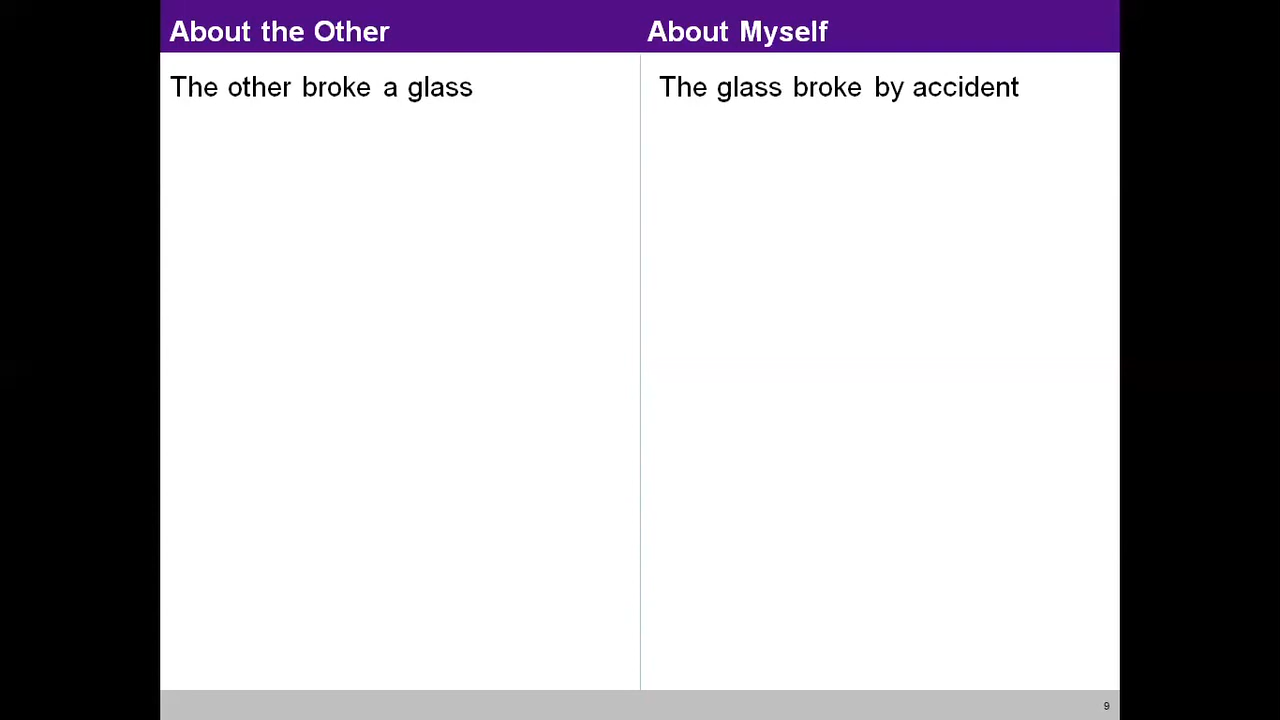 About the Other
About Myself
The other broke a glass
The glass broke by accident
9